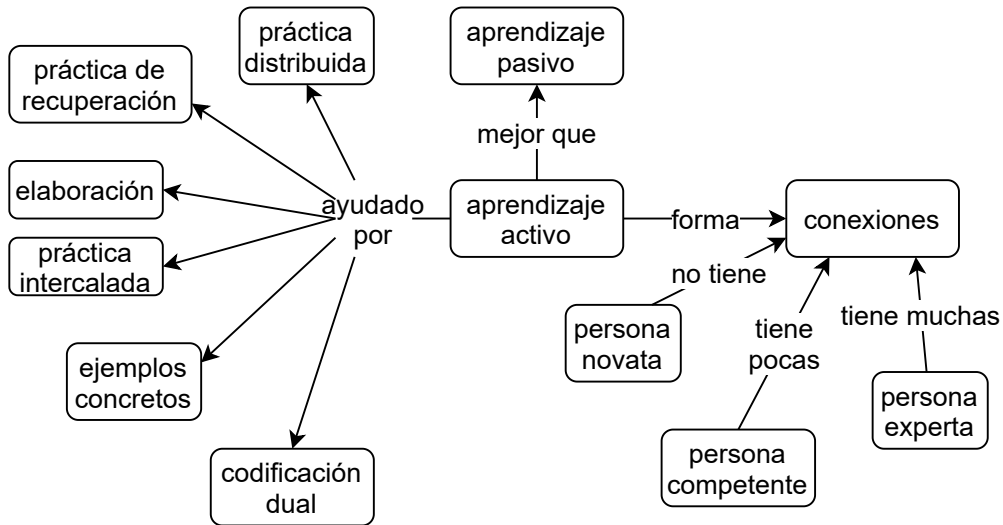 práctica
distribuida
aprendizaje
pasivo
práctica de
recuperación
mejor que
elaboración
ayudado
por
aprendizaje
activo
forma
conexiones
práctica
intercalada
no tiene
tiene
pocas
tiene muchas
persona
novata
ejemplos
concretos
persona
experta
persona
competente
codificación
dual